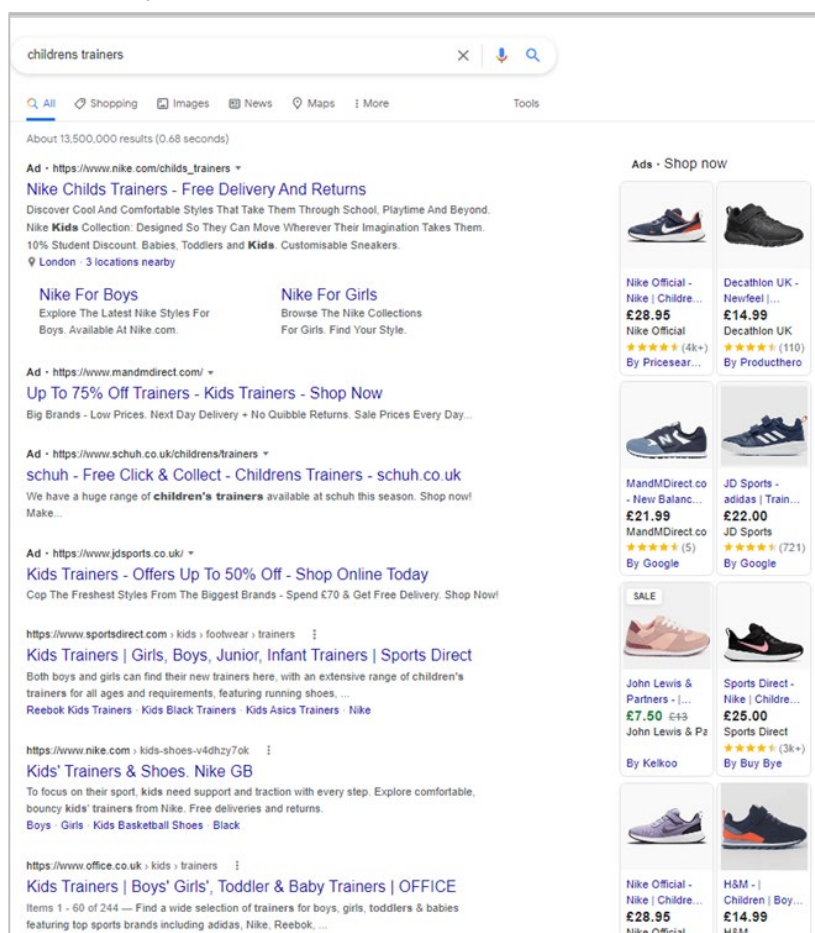 childrens trainers
All Shopping Images News Maps More Tools
About 13,500,000 results (0.68 seconds)
Ad · https://www.nike.com/childs_trainers
Nike Childs Trainers - Free Delivery And Returns
Discover Cool And Comfortable Styles That Take Them Through School, Playtime And Beyond.
Nike Kids Collection: Designed So They Can Move Wherever Their Imagination Takes Them.
10% Student Discount. Babies, Toddlers and Kids. Customisable Sneakers.
London · 3 locations nearby
Nike For Boys
Explore The Latest Nike Styles For
Boys. Available At Nike.com.
Nike For Girls
Browse The Nike Collections
For Girls. Find Your Style.
Ad · https://www.mandmdirect.com/
Up To 75% Off Trainers - Kids Trainers - Shop Now
Big Brands - Low Prices. Next Day Delivery + No Quibble Returns. Sale Prices Every Day...
Ad · https://www.schuh.co.uk/childrens/trainers
schuh - Free Click & Collect - Childrens Trainers - schuh.co.uk
We have a huge range of children's trainers available at schuh this season. Shop now!
Make...
Ad · https://www.jdsports.co.uk/
Kids Trainers - Offers Up To 50% Off - Shop Online Today
Cop The Freshest Styles From The Biggest Brands - Spend £70 & Get Free Delivery. Shop Now!
https://www.sportsdirect.com › kids › footwear › trainers
Kids Trainers | Girls, Boys, Junior, Infant Trainers | Sports Direct
Both boys and girls can find their new trainers here, with an extensive range of children's
trainers for all ages and requirements, featuring running shoes, ...
Reebok Kids Trainers · Kids Black Trainers · Kids Asics Trainers · Nike
https://www.nike.com › kids-shoes-v4dhzy7ok
Kids' Trainers & Shoes. Nike GB
To focus on their sport, kids need support and traction with every step. Explore comfortable,
bouncy kids' trainers from Nike. Free deliveries and returns.
Boys · Girls · Kids Basketball Shoes · Black
https://www.office.co.uk › kids › trainers
Kids Trainers | Boys' Girls', Toddler & Baby Trainers | OFFICE
Items 1 - 60 of 244 — Find a wide selection of trainers for boys, girls, toddlers & babies
featuring top sports brands including adidas, Nike, Reebok, ...
Ads · Shop now
Nike Official -
Nike | Childre...
£28.95
Nike Official
(4k+)
By Pricesear...
Decathlon UK -
Newfeel |...
£14.99
Decathlon UK
(110)
By Producthero
MandMDirect.co
- New Balanc...
£21.99
MandMDirect.co
(5)
By Google
JD Sports -
adidas | Train...
£22.00
JD Sports
(721)
By Google
SALE
John Lewis &
Partners - |...
£7.50 £13
John Lewis & Pa
By Kelkoo
Sports Direct -
Nike | Childre...
£25.00
Sports Direct
(3k+)
By Buy Bye
Nike Official -
Nike | Childre...
£28.95
Nike Official
H&M - |
Children | Boy...
£14.99
H&M